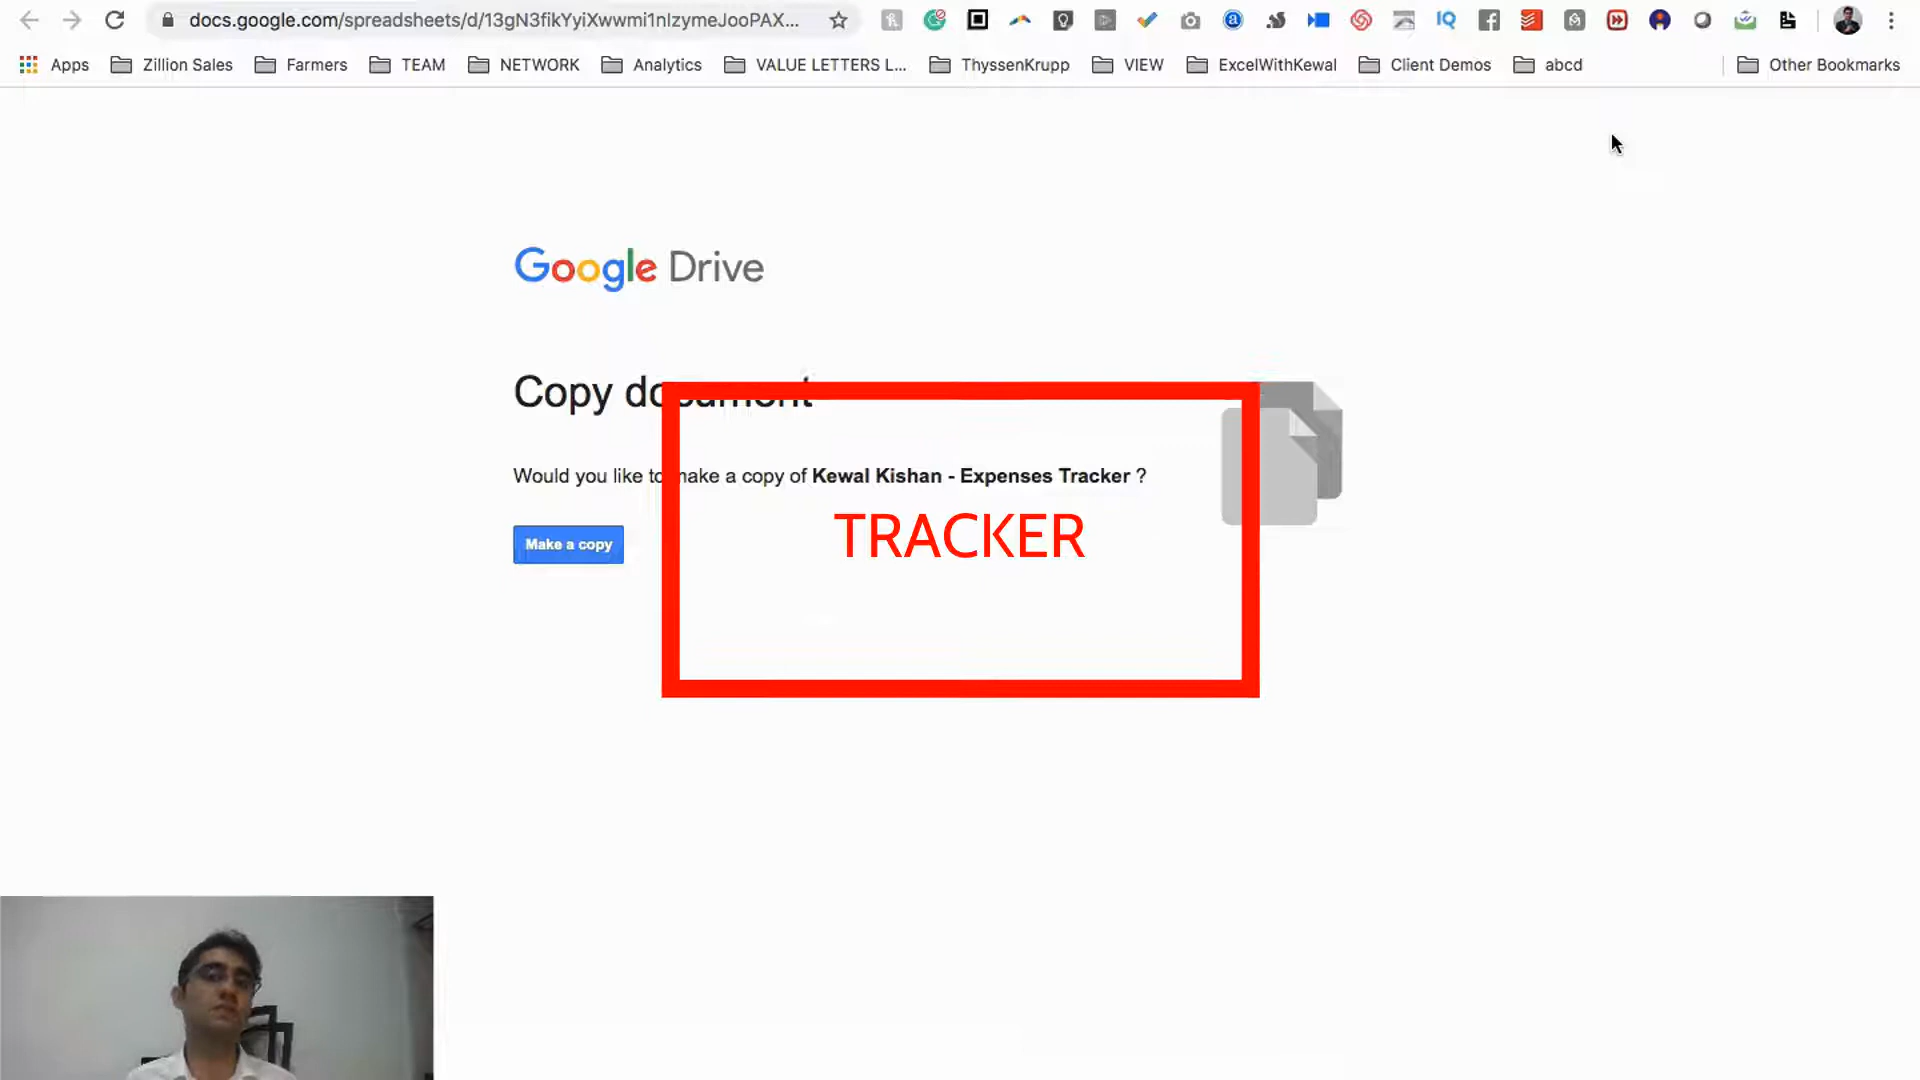 docs.google.com/spreadsheets/d/13gN3fikYyiXwwmi1nIzymeJooPAX...
Apps Zillion Sales Farmers TEAM NETWORK Analytics VALUE LETTERS L... ThyssenKrupp VIEW ExcelWithKewal Client Demos abcd Other Bookmarks
Google Drive
Copy document
Would you like to make a copy of Kewal Kishan - Expenses Tracker ?
TRACKER
Make a copy